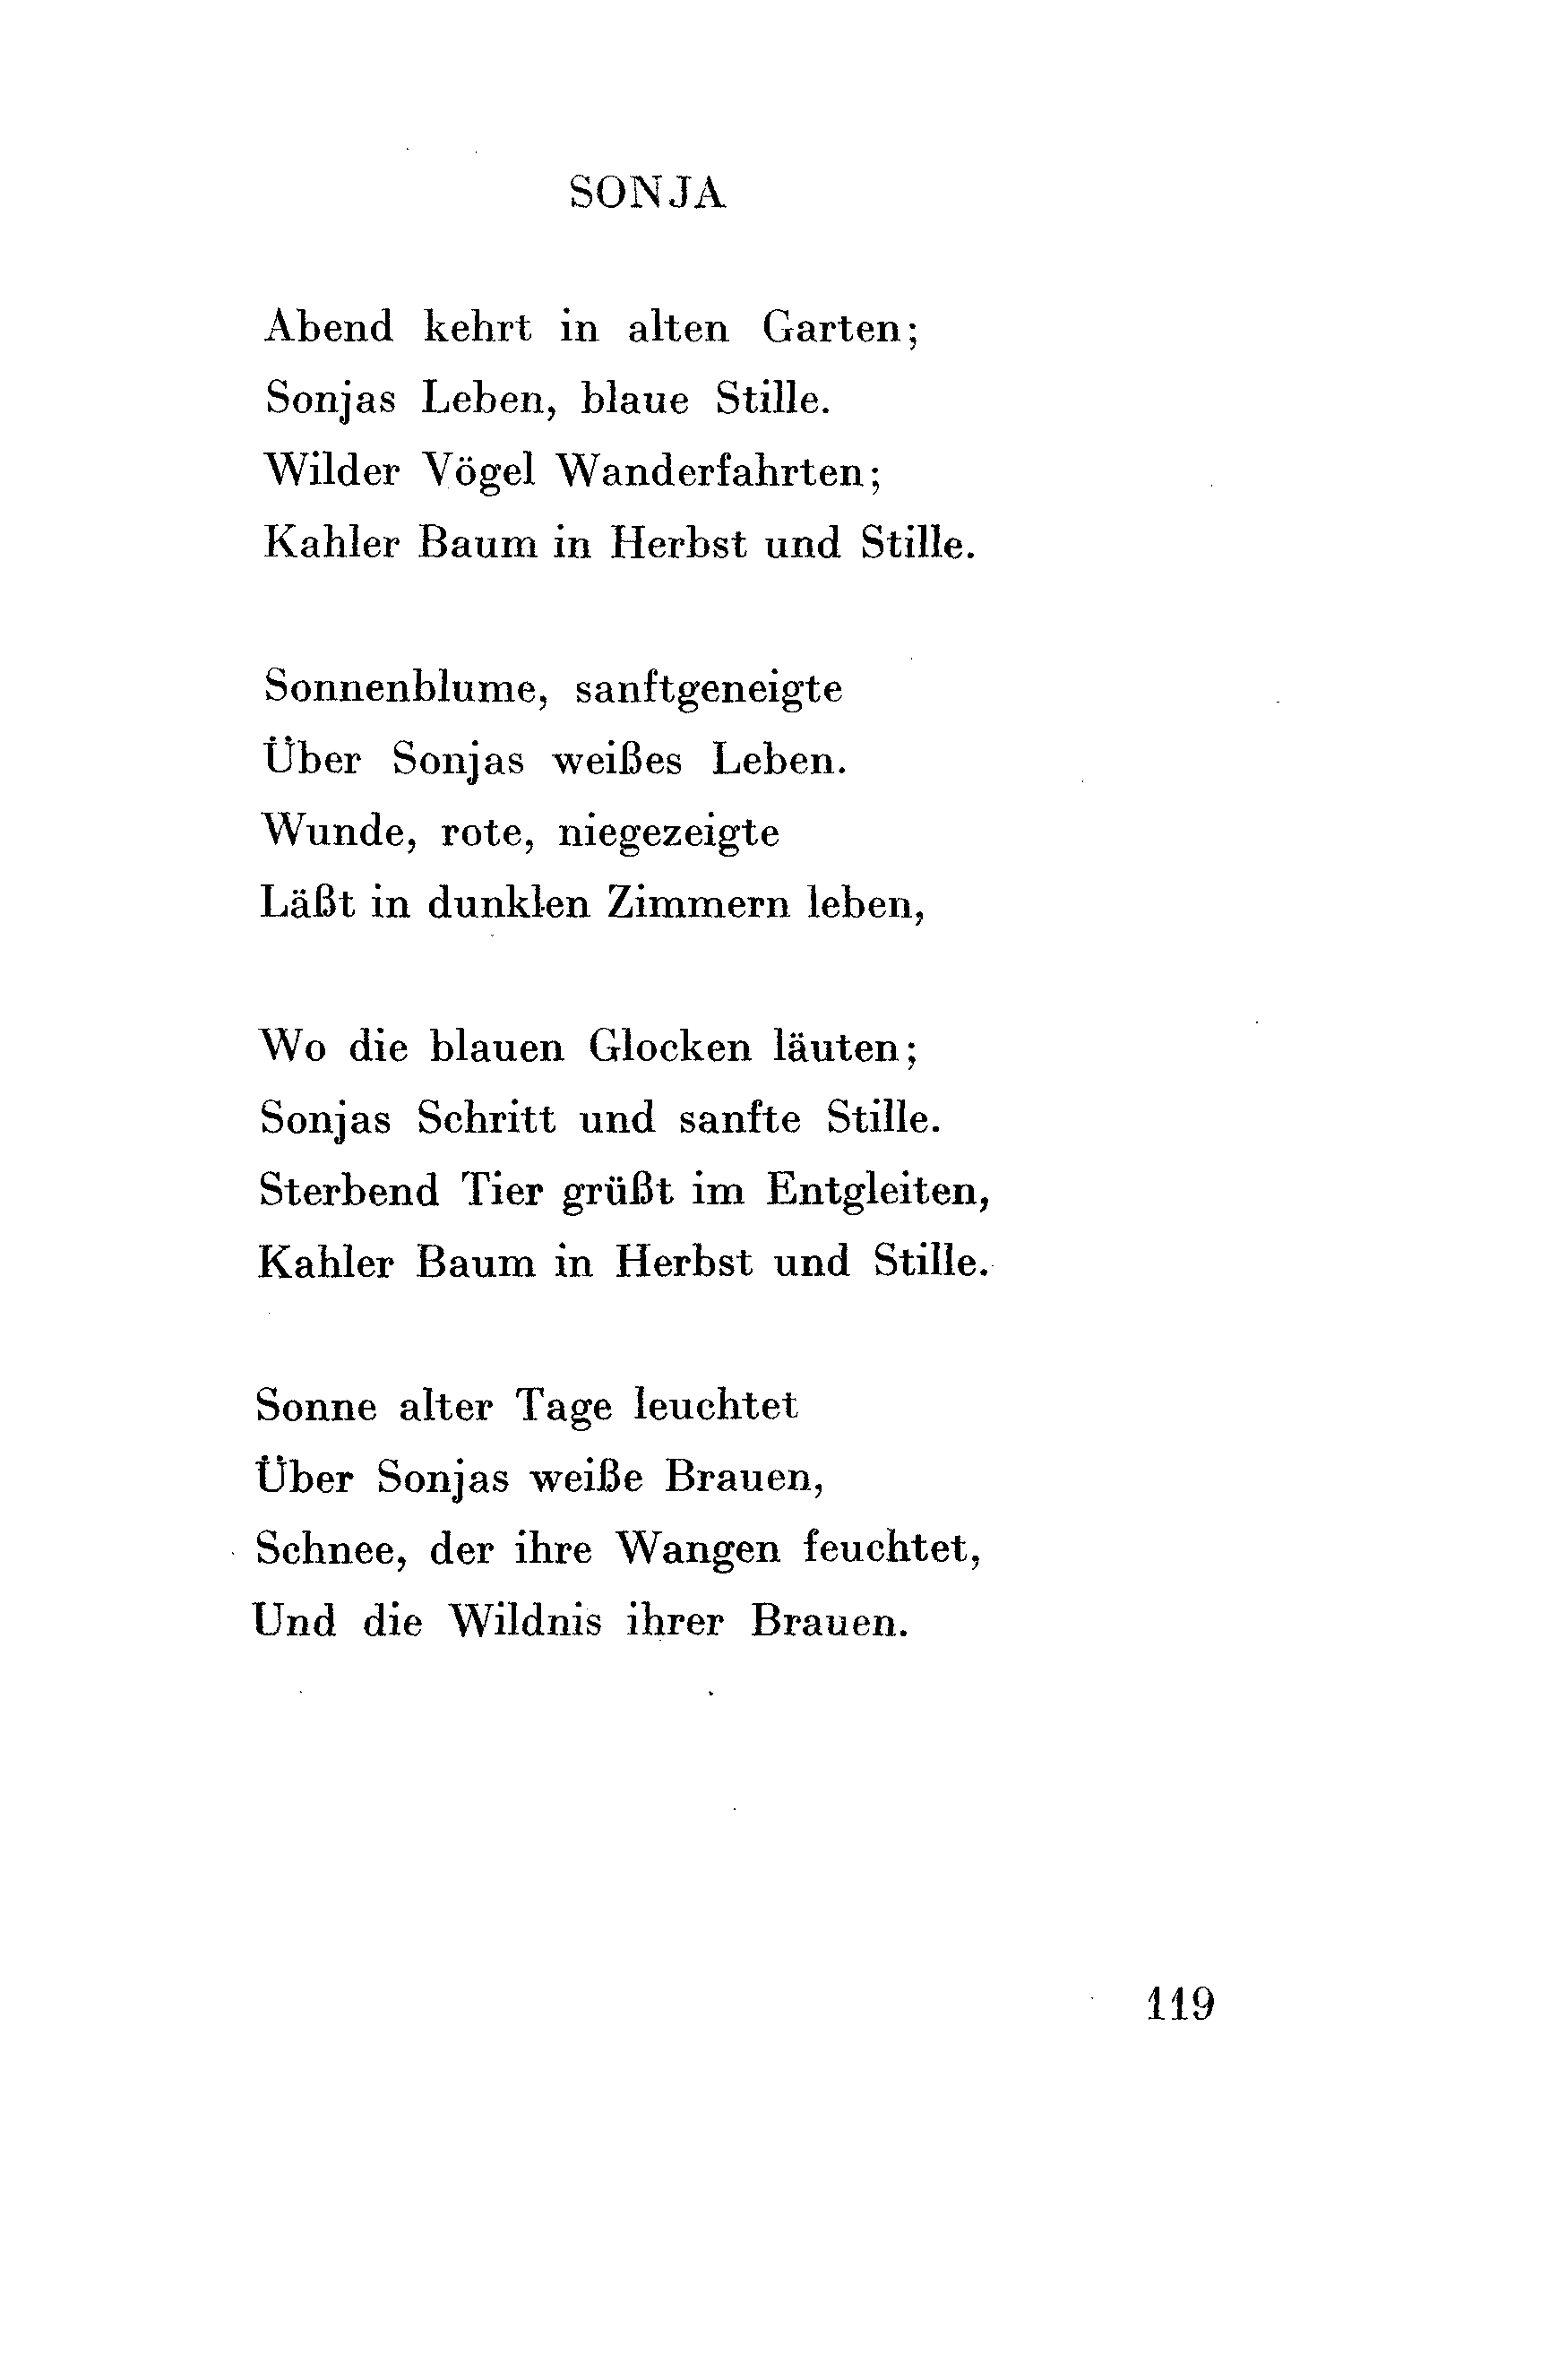 SONJA
Abend kehrt in alten Garten;
Sonjas Leben, blaue Stille.
Wilder Vögel Wanderfahrten;
Kahler Baum in Herbst und Stille.
Sonnenblume, sanftgeneigte
Über Sonjas weißes Leben.
Wunde, rote, niegezeigte
Läßt in dunklen Zimmern leben,
Wo die blauen Glocken läuten;
Sonjas Schritt und sanfte Stille.
Sterbend Tier grüßt im Entgleiten,
Kahler Baum in Herbst und Stille.
Sonne alter Tage leuchtet
Über Sonjas weiße Brauen,
Schnee, der ihre Wangen feuchtet,
Und die Wildnis ihrer Brauen.
119